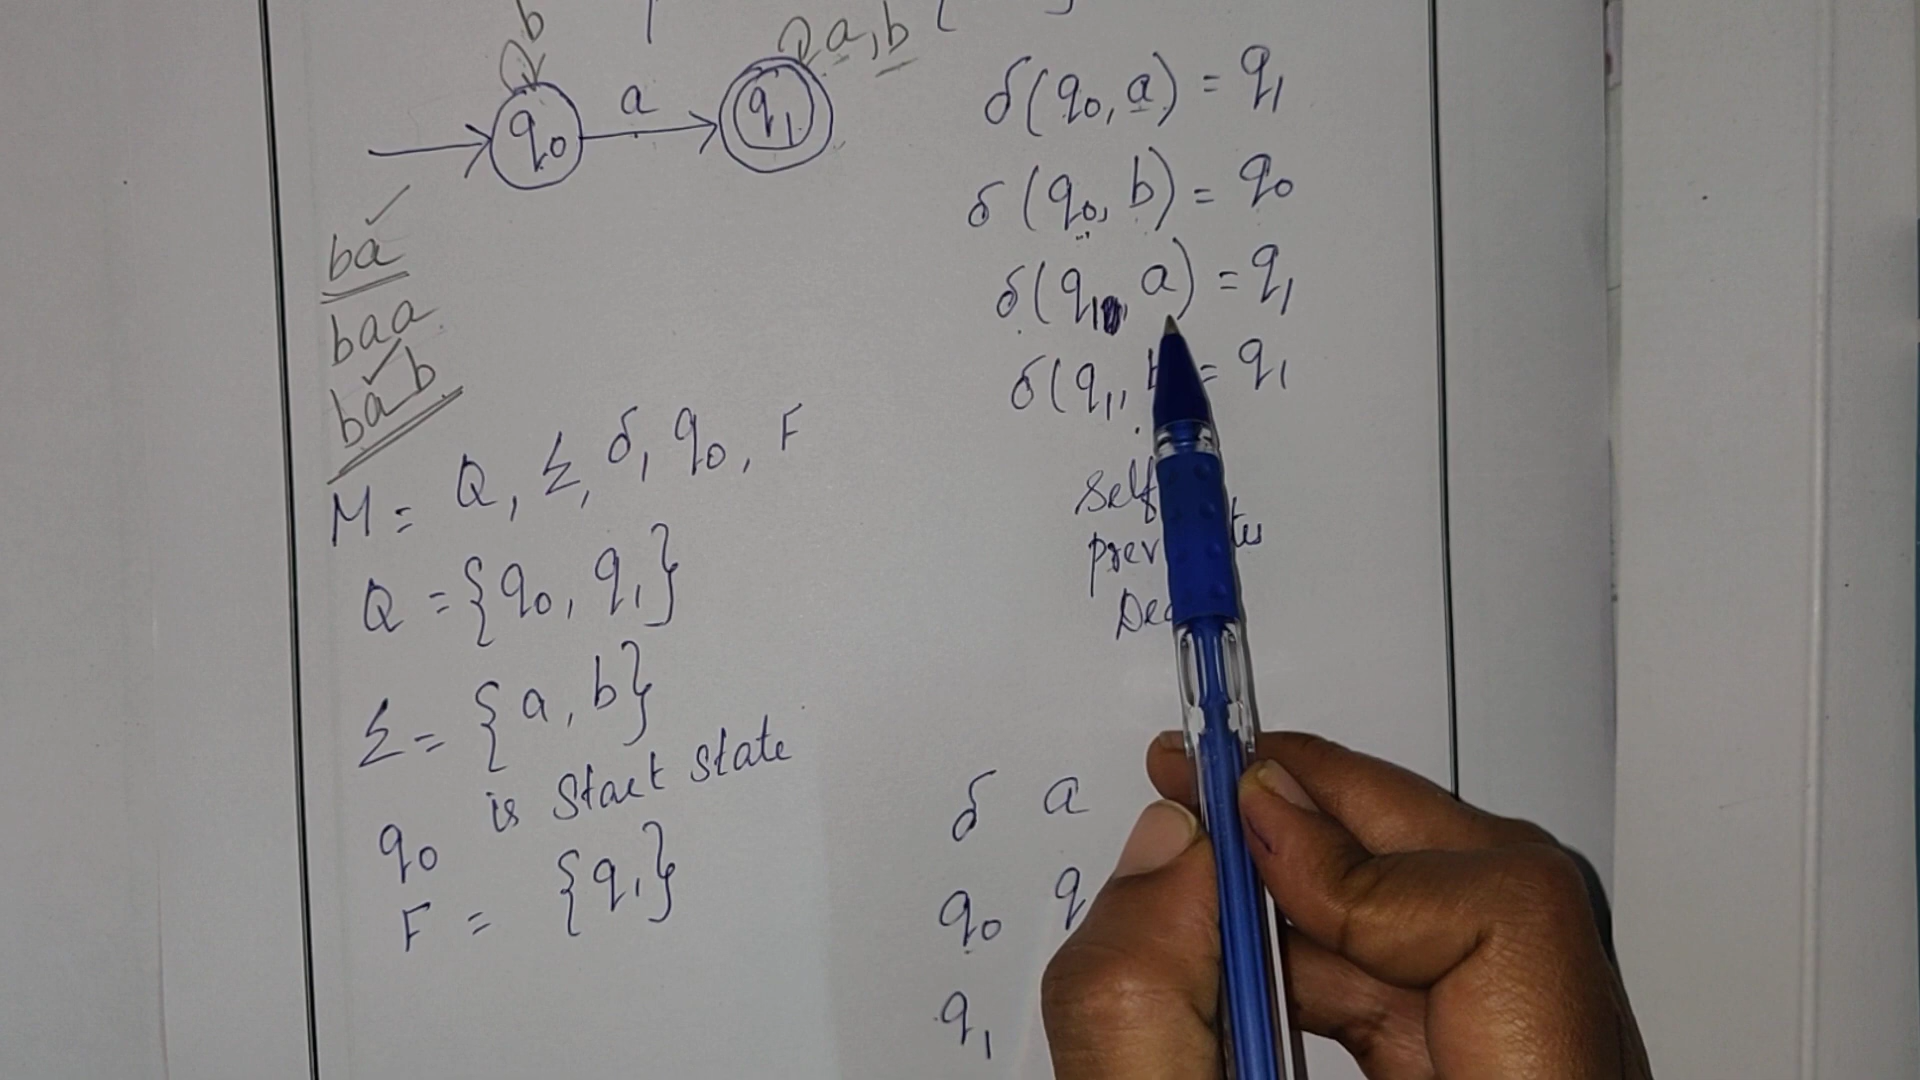 b
a,b
q0
a
q1
ba
baa
bab
M = Q, Σ, δ, q0, F
Q = {q0, q1}
Σ = {a, b}
q0 is Start State
F = {q1}
δ(q0, a) = q1
δ(q0, b) = q0
δ(q1, a) = q1
δ(q1, = q1
Self
δ a
q0 q
q1